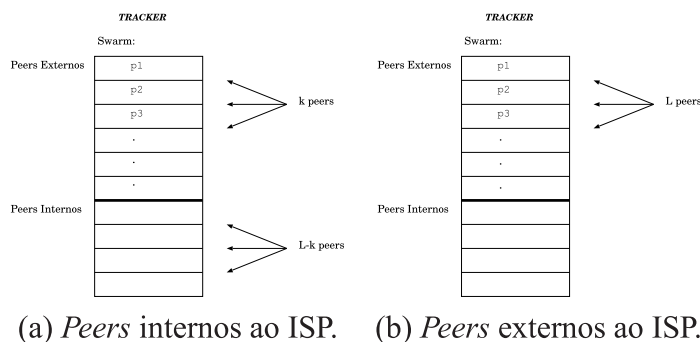 TRACKER
Swarm:
Peers Externos
p1
p2
p3
.
.
.
k peers
Peers Internos
L-k peers
(a) Peers internos ao ISP.
TRACKER
Swarm:
Peers Externos
p1
p2
p3
.
.
.
L peers
Peers Internos
(b) Peers externos ao ISP.